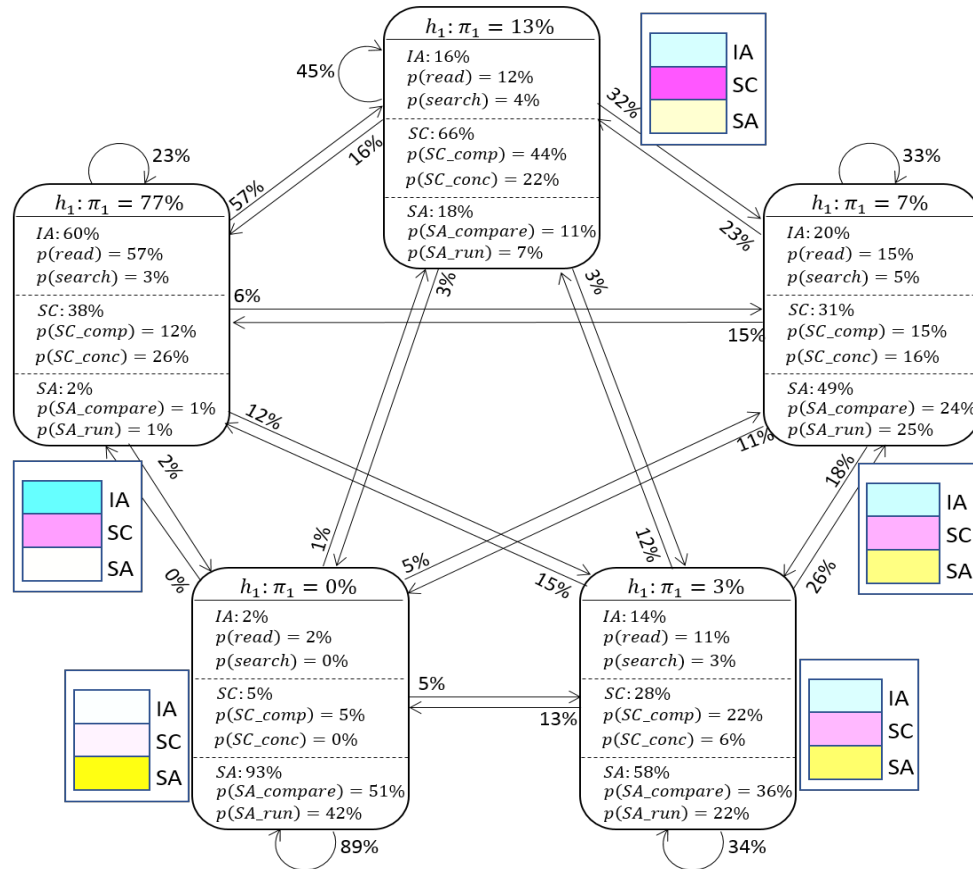 h₁: π₁ = 13%
IA: 16%
p(read) = 12%
p(search) = 4%
SC: 66%
p(SC_comp) = 44%
p(SC_conc) = 22%
SA: 18%
p(SA_compare) = 11%
p(SA_run) = 7%
45%
IA
SC
SA
32%
23%
16%
57%
23%
33%
h₁: π₁ = 77%
IA: 60%
p(read) = 57%
p(search) = 3%
SC: 38%
p(SC_comp) = 12%
p(SC_conc) = 26%
SA: 2%
p(SA_compare) = 1%
p(SA_run) = 1%
h₁: π₁ = 7%
IA: 20%
p(read) = 15%
p(search) = 5%
SC: 31%
p(SC_comp) = 15%
p(SC_conc) = 16%
SA: 49%
p(SA_compare) = 24%
p(SA_run) = 25%
3%
3%
6%
15%
12%
11%
2%
18%
IA
SC
SA
IA
SC
SA
0%
1%
5%
15%
12%
26%
h₁: π₁ = 0%
IA: 2%
p(read) = 2%
p(search) = 0%
SC: 5%
p(SC_comp) = 5%
p(SC_conc) = 0%
SA: 93%
p(SA_compare) = 51%
p(SA_run) = 42%
89%
IA
SC
SA
5%
13%
h₁: π₁ = 3%
IA: 14%
p(read) = 11%
p(search) = 3%
SC: 28%
p(SC_comp) = 22%
p(SC_conc) = 6%
SA: 58%
p(SA_compare) = 36%
p(SA_run) = 22%
34%
IA
SC
SA